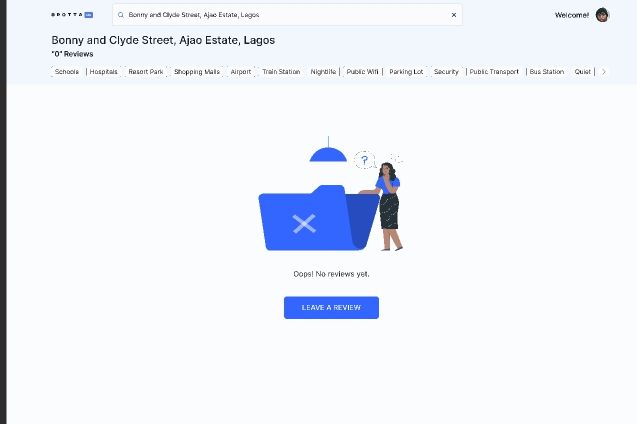 SPOTTA
Bonny and Clyde Street, Ajao Estate, Lagos
Welcome!
Bonny and Clyde Street, Ajao Estate, Lagos
"0" Reviews
Schools Hospitals Resort Park Shopping Malls Airport Train Station Nightlife Public Wifi Parking Lot Security Public Transport Bus Station Quiet
?
Oops! No reviews yet.
LEAVE A REVIEW